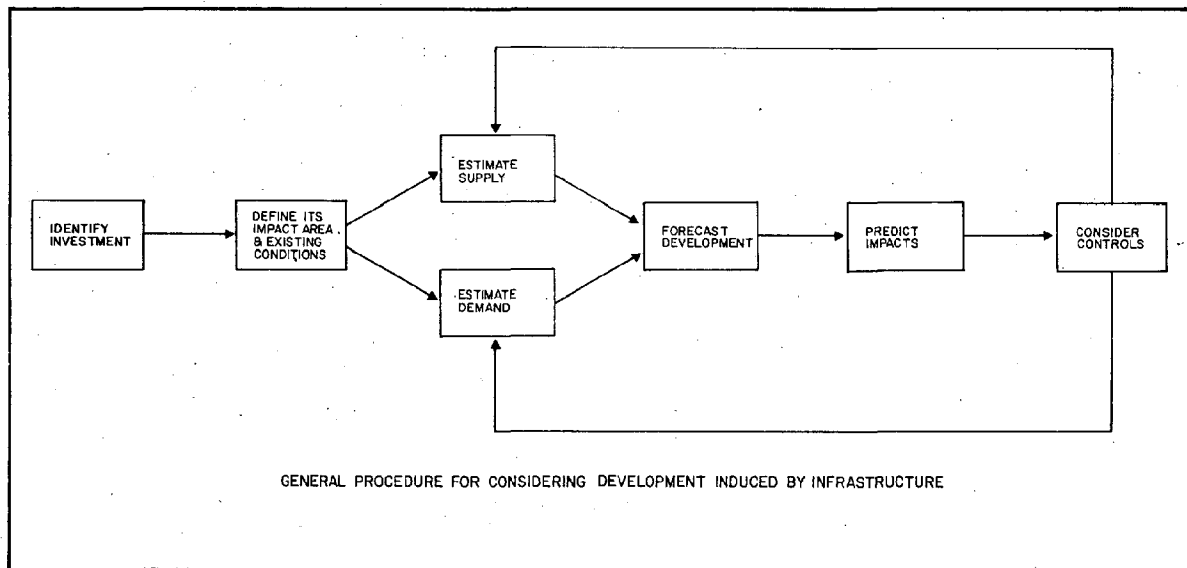 IDENTIFY
INVESTMENT
DEFINE ITS
IMPACT AREA
& EXISTING
CONDITIONS
ESTIMATE
SUPPLY
ESTIMATE
DEMAND
FORECAST
DEVELOPMENT
PREDICT
IMPACTS
CONSIDER
CONTROLS
GENERAL PROCEDURE FOR CONSIDERING DEVELOPMENT INDUCED BY INFRASTRUCTURE